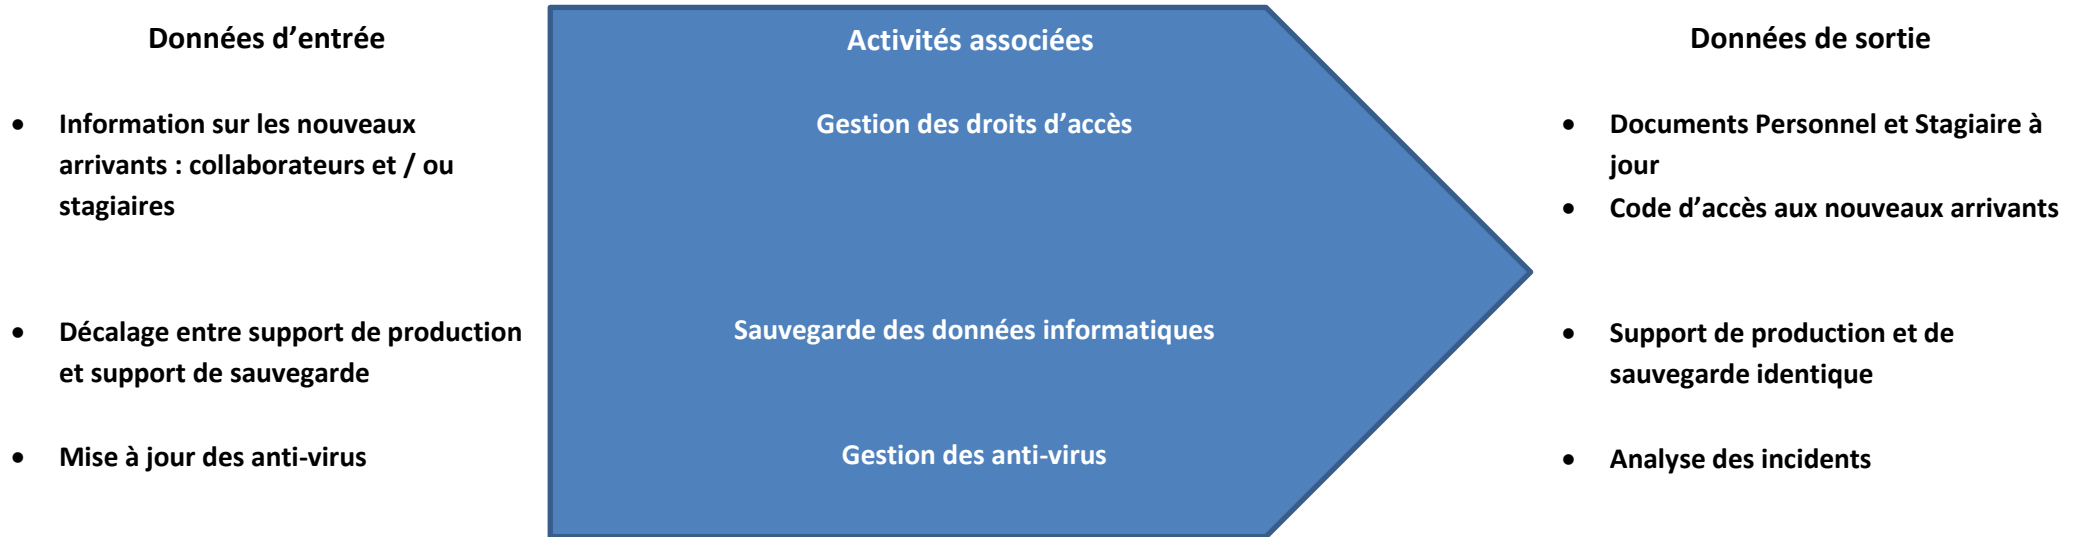 Données d’entrée
• Information sur les nouveaux
arrivants : collaborateurs et / ou
stagiaires
• Décalage entre support de production
et support de sauvegarde
• Mise à jour des anti-virus
Activités associées
Gestion des droits d’accès
Sauvegarde des données informatiques
Gestion des anti-virus
Données de sortie
• Documents Personnel et Stagiaire à
jour
• Code d’accès aux nouveaux arrivants
• Support de production et de
sauvegarde identique
• Analyse des incidents